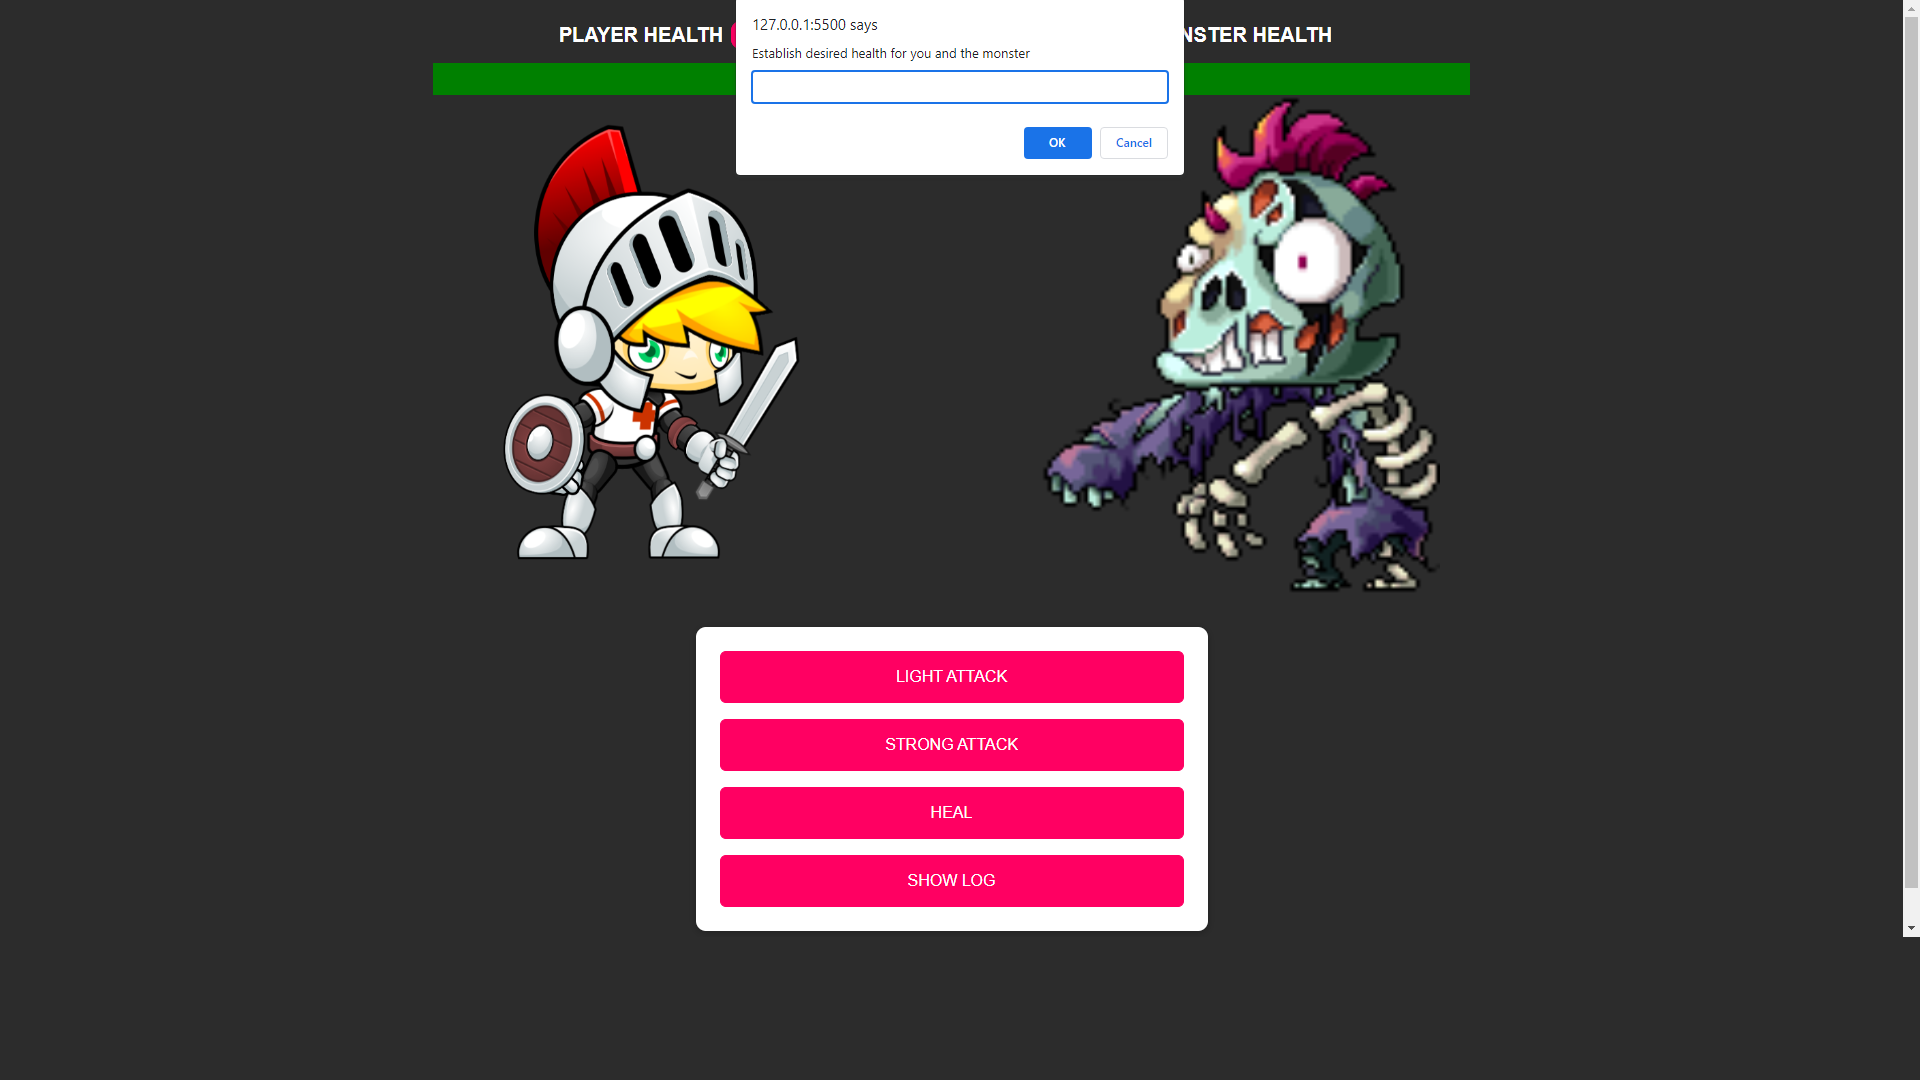 127.0.0.1:5500 says
Establish desired health for you and the monster
OK
Cancel
PLAYER HEALTH
HEALTH
LIGHT ATTACK
STRONG ATTACK
HEAL
SHOW LOG